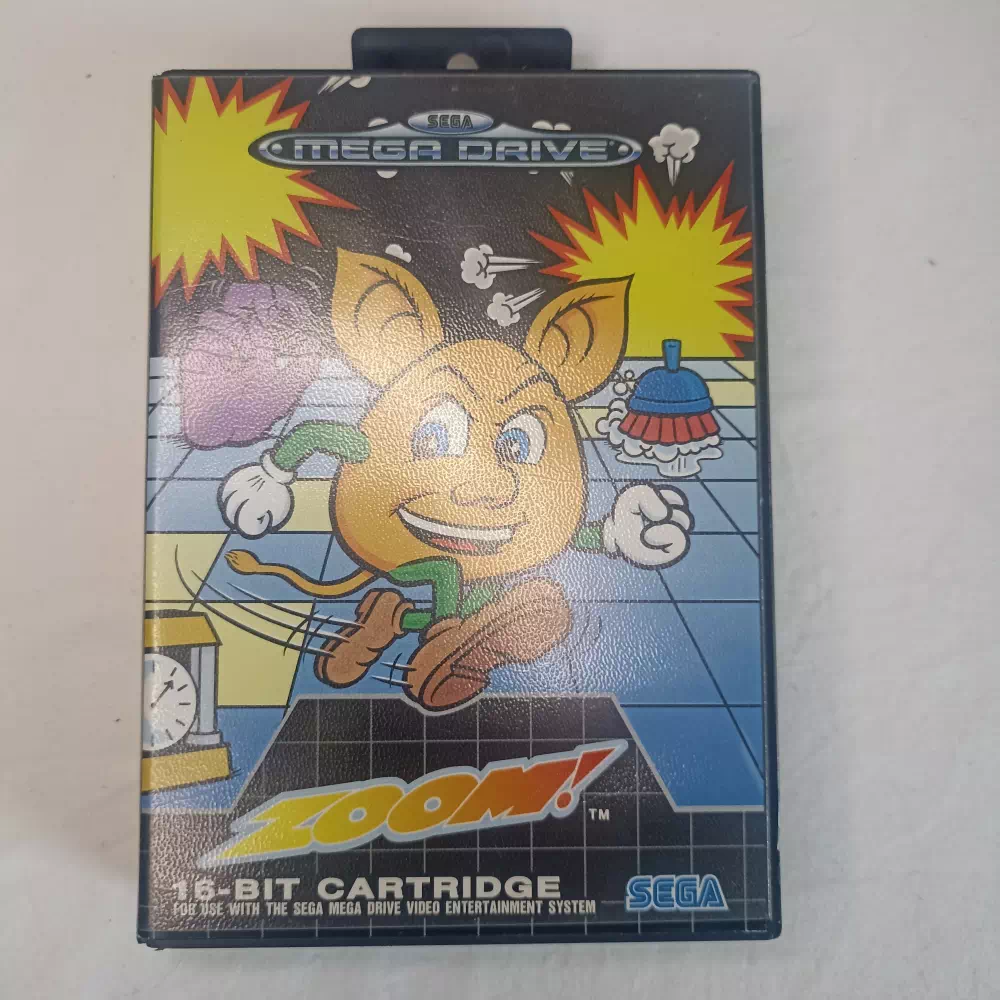 SEGA
MEGA DRIVE
ZOOM!
TM
16-BIT CARTRIDGE
FOR USE WITH THE SEGA MEGA DRIVE VIDEO ENTERTAINMENT SYSTEM
SEGA